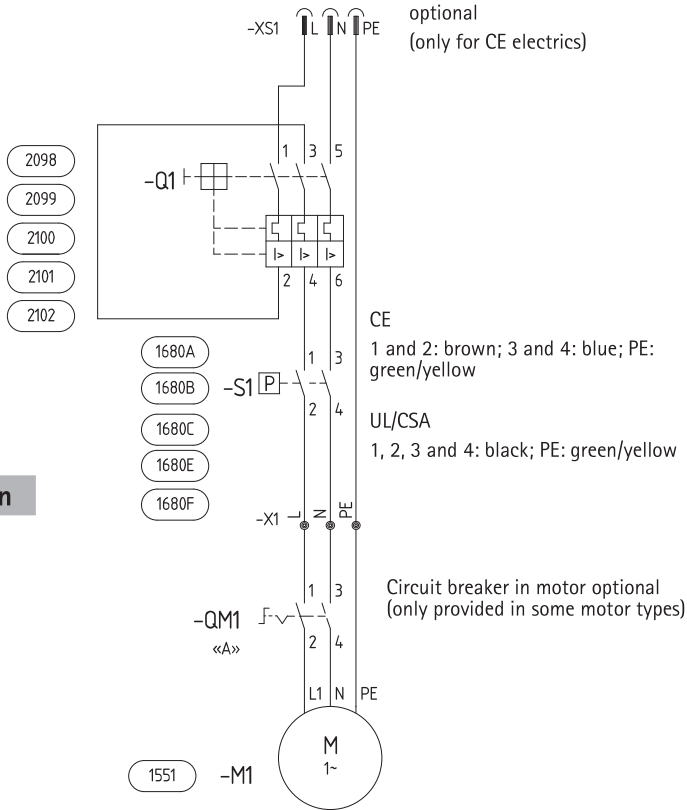 optional
(only for CE electrics)
-XS1 L N PE
1 3 5
2098
2099
2100
2101
2102
-Q1
I> I> I>
2 4 6
CE
1 and 2: brown; 3 and 4: blue; PE:
green/yellow
1680A
1680B
1680C
1680E
1680F
1 3
-S1 P
2 4
UL/CSA
1, 2, 3 and 4: black; PE: green/yellow
n
-X1 L N PE
1 3
-QM1
«A»
2 4
Circuit breaker in motor optional
(only provided in some motor types)
L1 N PE
M
1~
1551 -M1